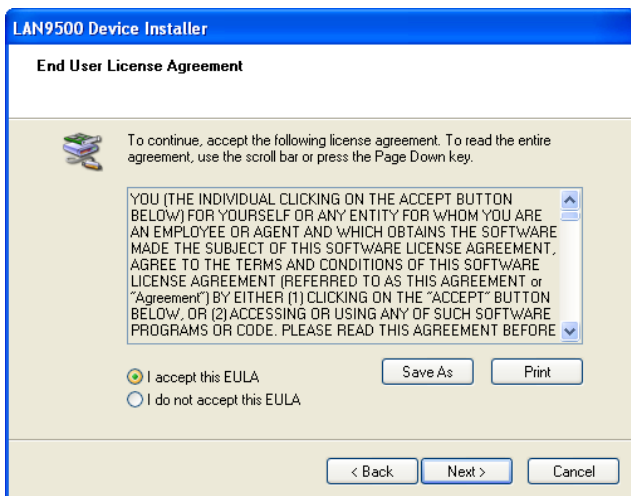 LAN9500 Device Installer
End User License Agreement
To continue, accept the following license agreement. To read the entire
agreement, use the scroll bar or press the Page Down key.
YOU (THE INDIVIDUAL CLICKING ON THE ACCEPT BUTTON
BELOW) FOR YOURSELF OR ANY ENTITY FOR WHOM YOU ARE
AN EMPLOYEE OR AGENT AND WHICH OBTAINS THE SOFTWARE
MADE THE SUBJECT OF THIS SOFTWARE LICENSE AGREEMENT,
AGREE TO THE TERMS AND CONDITIONS OF THIS SOFTWARE
LICENSE AGREEMENT (REFERRED TO AS THIS AGREEMENT or
"Agreement") BY EITHER (1) CLICKING ON THE "ACCEPT" BUTTON
BELOW, OR (2) ACCESSING OR USING ANY OF SUCH SOFTWARE
PROGRAMS OR CODE. PLEASE READ THIS AGREEMENT BEFORE
I accept this EULA
Save As
Print
I do not accept this EULA
< Back
Next >
Cancel